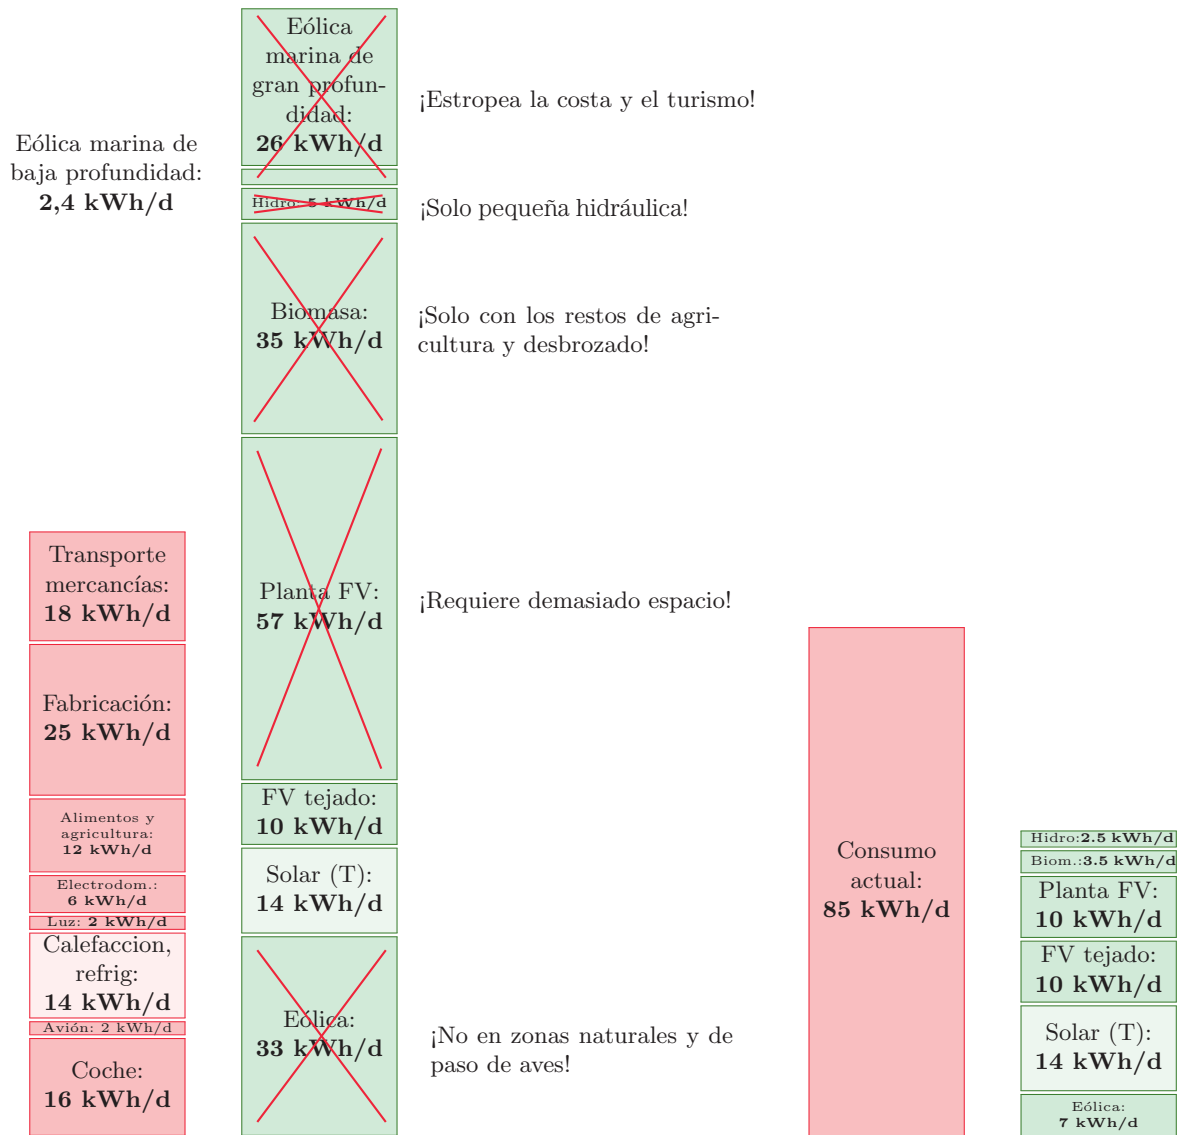 Eólica
marina de
gran profun-
didad:
26 kWh/d
¡Estropea la costa y el turismo!
Eólica marina de
baja profundidad:
2,4 kWh/d
Hidro: 5 kWh/d
¡Solo pequeña hidráulica!
Biomasa:
35 kWh/d
¡Solo con los restos de agri-
cultura y desbrozado!
Planta FV:
57 kWh/d
¡Requiere demasiado espacio!
FV tejado:
10 kWh/d
Solar (T):
14 kWh/d
Eólica:
33 kWh/d
¡No en zonas naturales y de
paso de aves!
Transporte
mercancías:
18 kWh/d
Fabricación:
25 kWh/d
Alimentos y
agricultura:
12 kWh/d
Electrodom.:
6 kWh/d
Luz: 2 kWh/d
Calefaccion,
refrig:
14 kWh/d
Avión: 2 kWh/d
Coche:
16 kWh/d
Consumo
actual:
85 kWh/d
Hidro:2.5 kWh/d
Biom.:3.5 kWh/d
Planta FV:
10 kWh/d
FV tejado:
10 kWh/d
Solar (T):
14 kWh/d
Eólica:
7 kWh/d